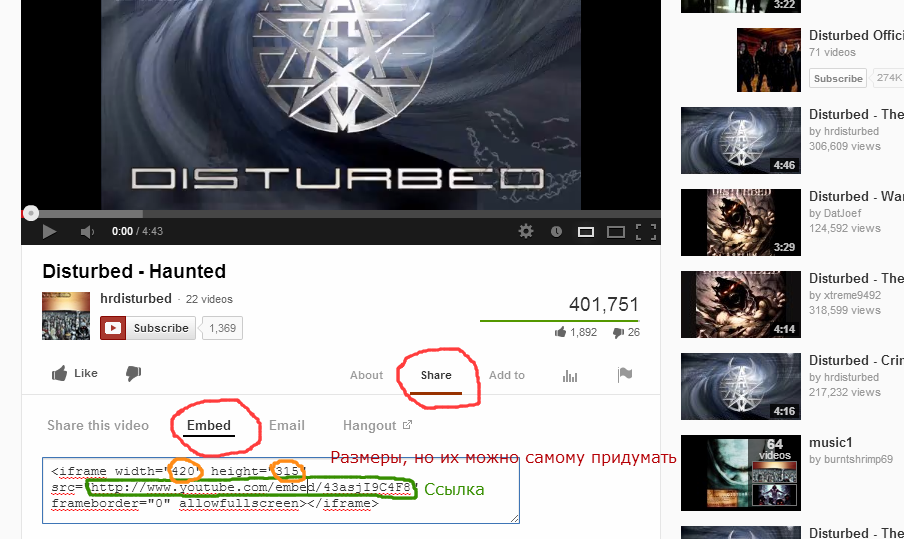 DISTURBED
0:00 / 4:43
Disturbed - Haunted
hrdisturbed · 22 videos
Subscribe 1,369
401,751
1,892 26
Like
About Share Add to
Share this video Embed Email Hangout
<iframe width="420" height="315"
src="http://www.youtube.com/embed/43asjI9C4F8"
frameborder="0" allowfullscreen></iframe>
Размеры, но их можно самому придумать
Ссылка
3:22
Disturbed Offici
71 videos
Subscribe 274K
Disturbed - The
by hrdisturbed
306,609 views
4:46
Disturbed - War
by DatJoef
124,592 views
3:29
Disturbed - The
by xtreme9492
318,599 views
4:14
Disturbed - Crin
by hrdisturbed
217,232 views
4:16
music1
by burntshrimp69
64
videos
Disturbed - The